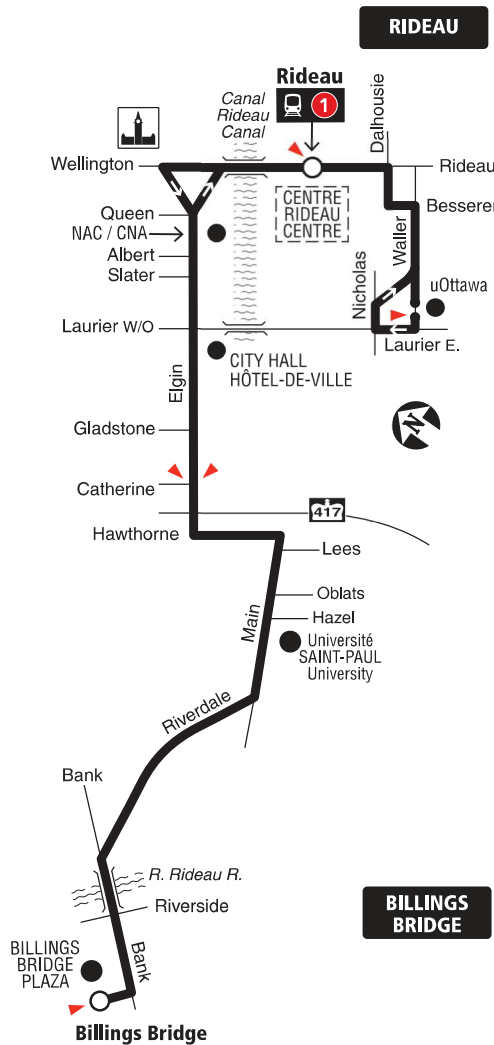 RIDEAU
Rideau
1
Canal
Rideau
Canal
Dalhousie
Wellington
Rideau
CENTRE
RIDEAU
CENTRE
Besserer
Queen
NAC / CNA
Waller
Albert
Slater
Nicholas
uOttawa
Laurier W/O
Laurier E.
CITY HALL
HÔTEL-DE-VILLE
Elgin
N
Gladstone
Catherine
417
Hawthorne
Lees
Oblats
Main
Hazel
Université
SAINT-PAUL
University
Riverdale
Bank
R. Rideau R.
Riverside
BILLINGS
BRIDGE
BILLINGS
BRIDGE
PLAZA
Bank
Billings Bridge